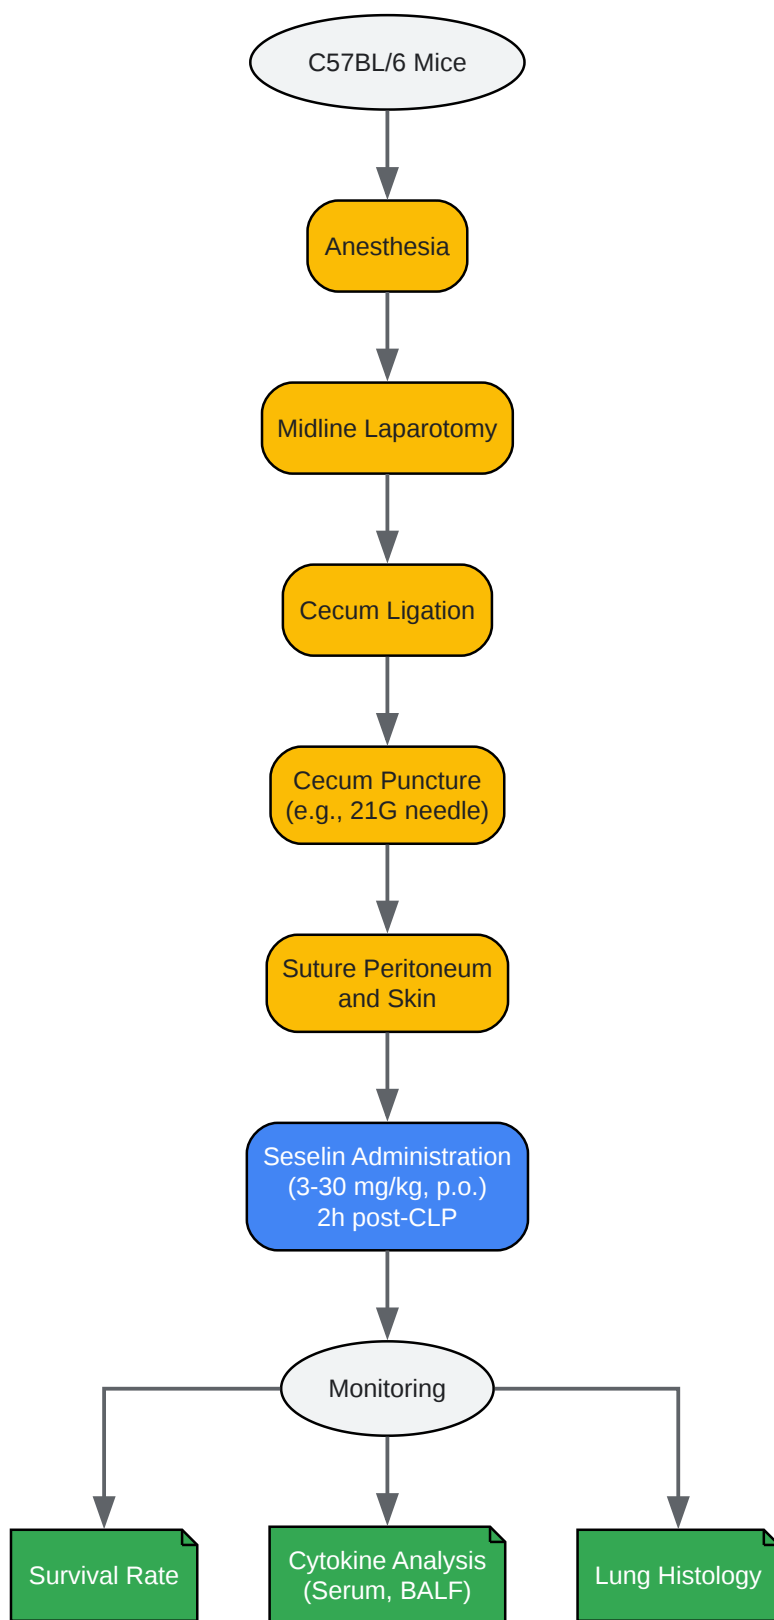 C57BL/6 Mice
Anesthesia
Midline Laparotomy
Cecum Ligation
Cecum Puncture
(e.g., 21G needle)
Suture Peritoneum
and Skin
Seselin Administration
(3-30 mg/kg, p.o.)
2h post-CLP
Monitoring
Survival Rate
Cytokine Analysis
(Serum, BALF)
Lung Histology